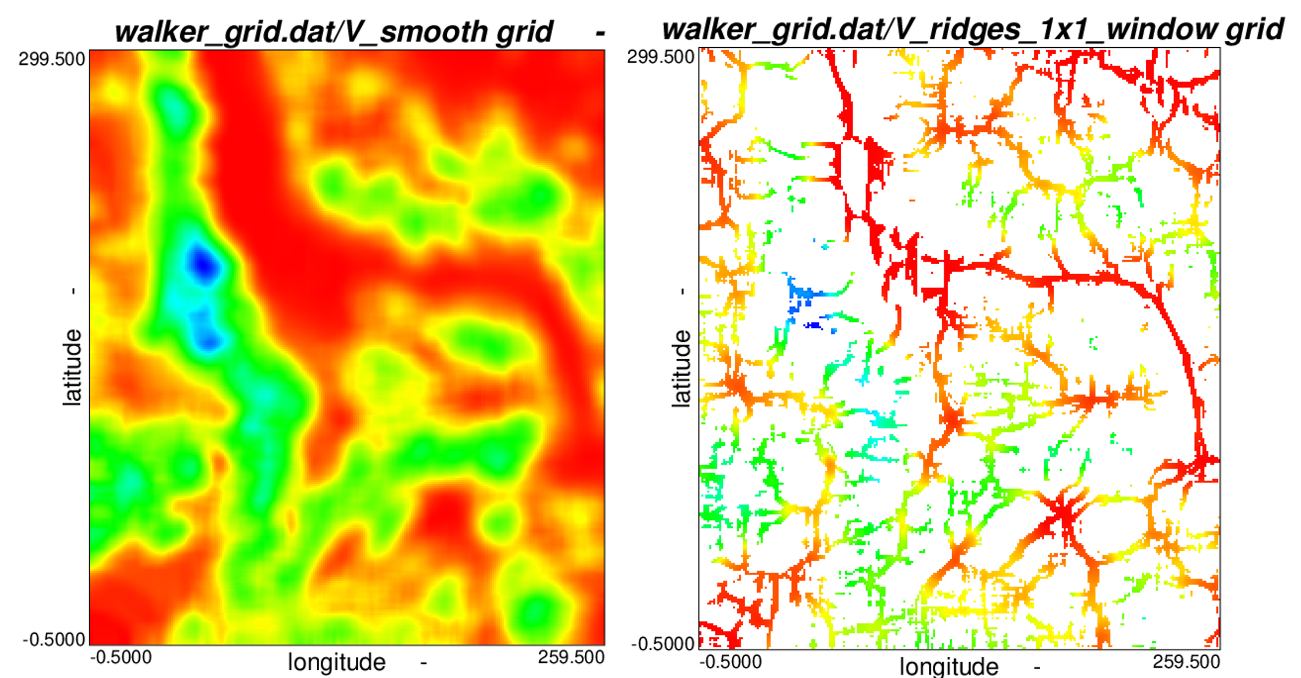 walker_grid.dat/V_smooth grid -
299.500
latitude -
-0.5000
-0.5000 longitude - 259.500
walker_grid.dat/V_ridges_1x1_window grid
299.500
latitude -
-0.5000
-0.5000 longitude - 259.500